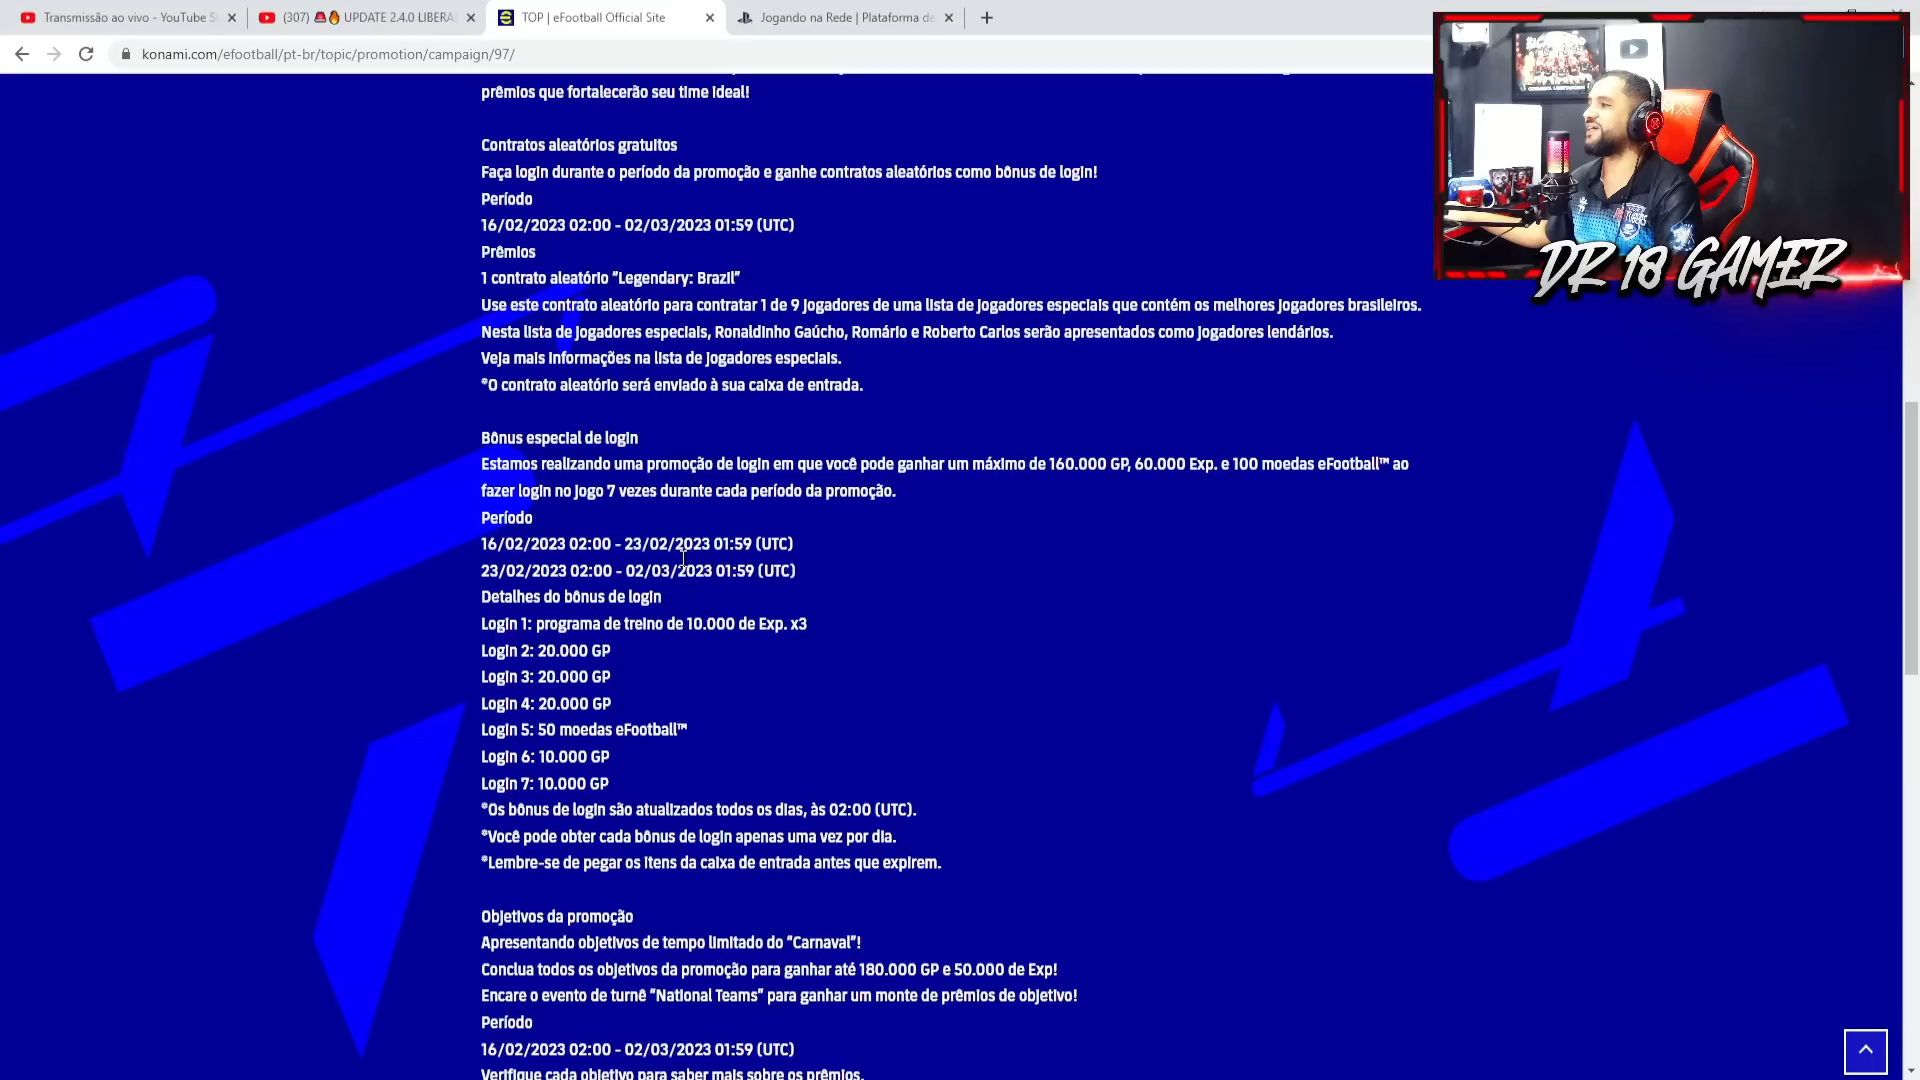 Transmissão ao vivo - YouTube S
(307) 🚨🔥 UPDATE 2.4.0 LIBERA
TOP | eFootball Official Site
Jogando na Rede | Plataforma de
konami.com/efootball/pt-br/topic/promotion/campaign/97/
prêmios que fortalecerão seu time ideal!
Contratos aleatórios gratuitos
Faça login durante o período da promoção e ganhe contratos aleatórios como bônus de login!
Período
16/02/2023 02:00 - 02/03/2023 01:59 (UTC)
Prêmios
1 contrato aleatório “Legendary: Brazil”
Use este contrato aleatório para contratar 1 de 9 jogadores de uma lista de jogadores especiais que contém os melhores jogadores brasileiros.
Nesta lista de jogadores especiais, Ronaldinho Gaúcho, Romário e Roberto Carlos serão apresentados como jogadores lendários.
Veja mais informações na lista de jogadores especiais.
*O contrato aleatório será enviado à sua caixa de entrada.
Bônus especial de login
Estamos realizando uma promoção de login em que você pode ganhar um máximo de 160.000 GP, 60.000 Exp. e 100 moedas eFootball™ ao
fazer login no jogo 7 vezes durante cada período da promoção.
Período
16/02/2023 02:00 - 23/02/2023 01:59 (UTC)
23/02/2023 02:00 - 02/03/2023 01:59 (UTC)
Detalhes do bônus de login
Login 1: programa de treino de 10.000 de Exp. x3
Login 2: 20.000 GP
Login 3: 20.000 GP
Login 4: 20.000 GP
Login 5: 50 moedas eFootball™
Login 6: 10.000 GP
Login 7: 10.000 GP
*Os bônus de login são atualizados todos os dias, às 02:00 (UTC).
*Você pode obter cada bônus de login apenas uma vez por dia.
*Lembre-se de pegar os itens da caixa de entrada antes que expirem.
Objetivos da promoção
Apresentando objetivos de tempo limitado do “Carnaval”!
Conclua todos os objetivos da promoção para ganhar até 180.000 GP e 50.000 de Exp!
Encare o evento de turnê “National Teams” para ganhar um monte de prêmios de objetivo!
Período
16/02/2023 02:00 - 02/03/2023 01:59 (UTC)
Verifique cada objetivo para saber mais sobre os prêmios.
DR 18 GAMER